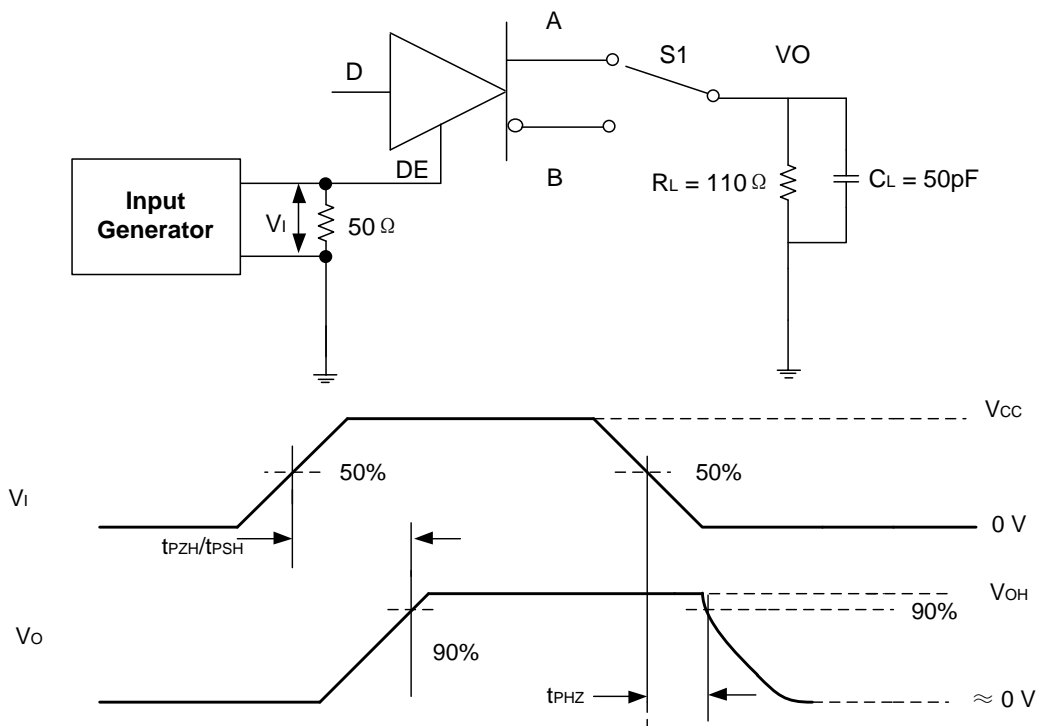 A
S1
VO
D
DE
B
Input
Generator
VI
50 Ω
RL = 110 Ω
CL = 50pF
VCC
50%
50%
VI
0 V
tPZH/tPSH
VOH
90%
VO
90%
tPHZ
≈ 0 V